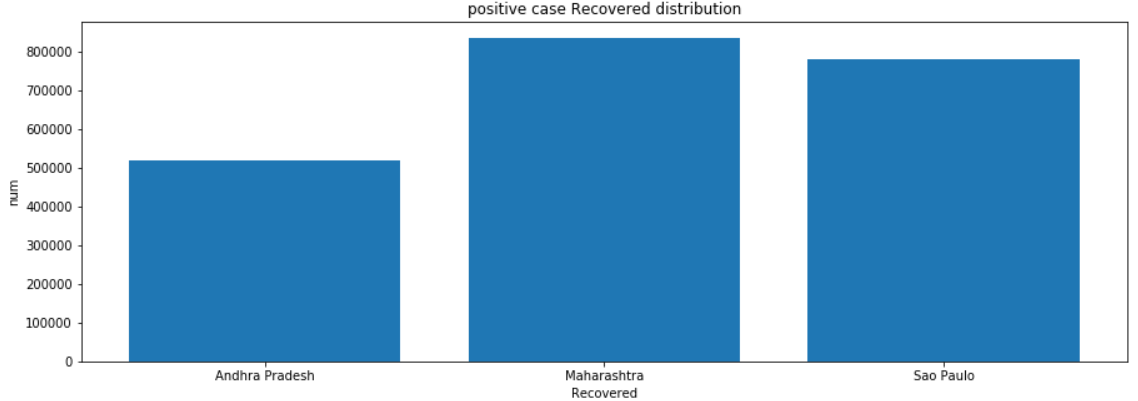 positive case Recovered distribution
800000
700000
600000
500000
400000
300000
200000
100000
0
num
Andhra Pradesh Maharashtra Sao Paulo
Recovered